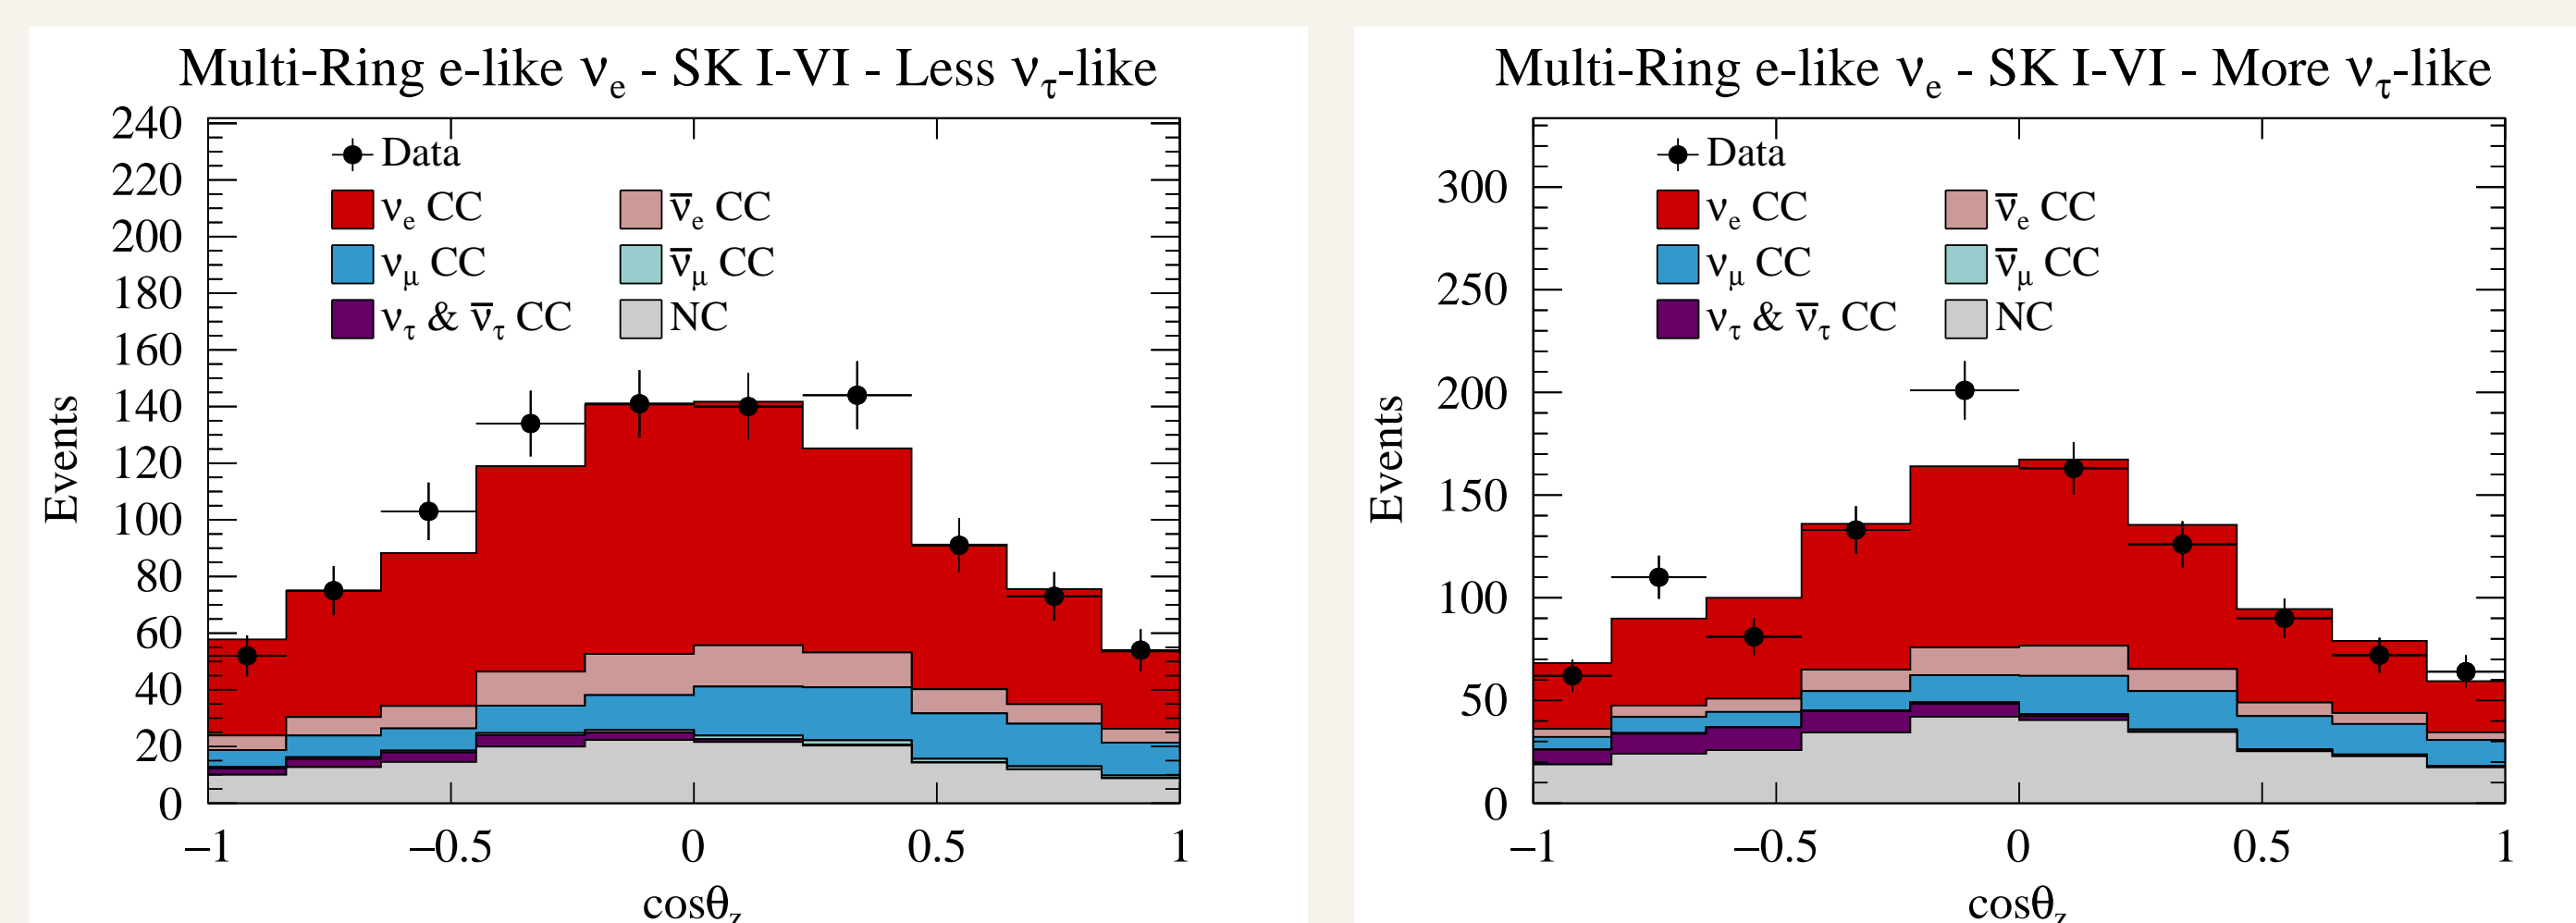 Multi-Ring e-like νe - SK I-VI - Less ντ-like
240
220
200
180
160
140
120
100
80
60
40
20
0
Events
Data
νe CC
ν̅e CC
νμ CC
ν̅μ CC
ντ & ν̅τ CC
NC
−1
−0.5
0
0.5
1
cosθz
Multi-Ring e-like νe - SK I-VI - More ντ-like
300
250
200
150
100
50
0
Events
Data
νe CC
ν̅e CC
νμ CC
ν̅μ CC
ντ & ν̅τ CC
NC
−1
−0.5
0
0.5
1
cosθz